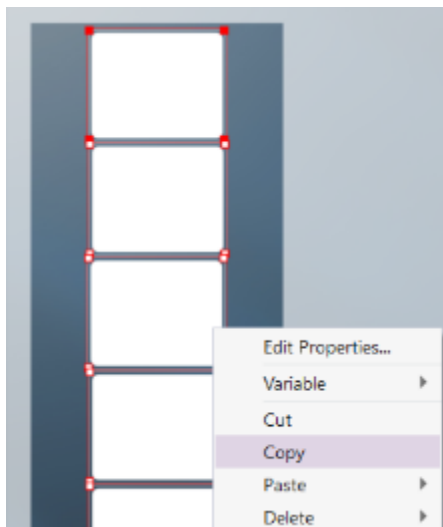 Edit Properties...
Variable
Cut
Copy
Paste
Delete